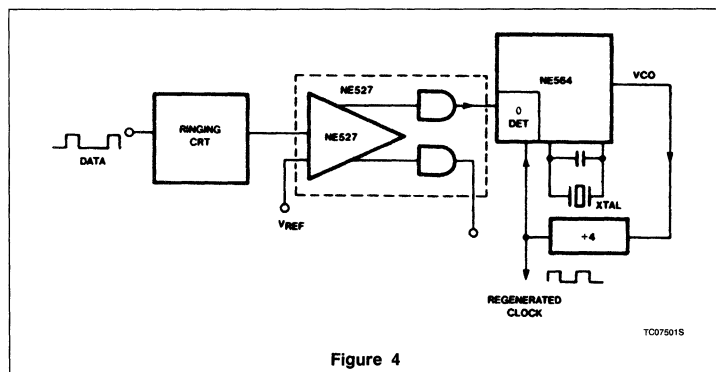 NE527
NE564
VCO
RINGING
CRT
NE527
0
DET
DATA
VREF
XTAL
÷4
REGENERATED
CLOCK
TC07501S
Figure 4